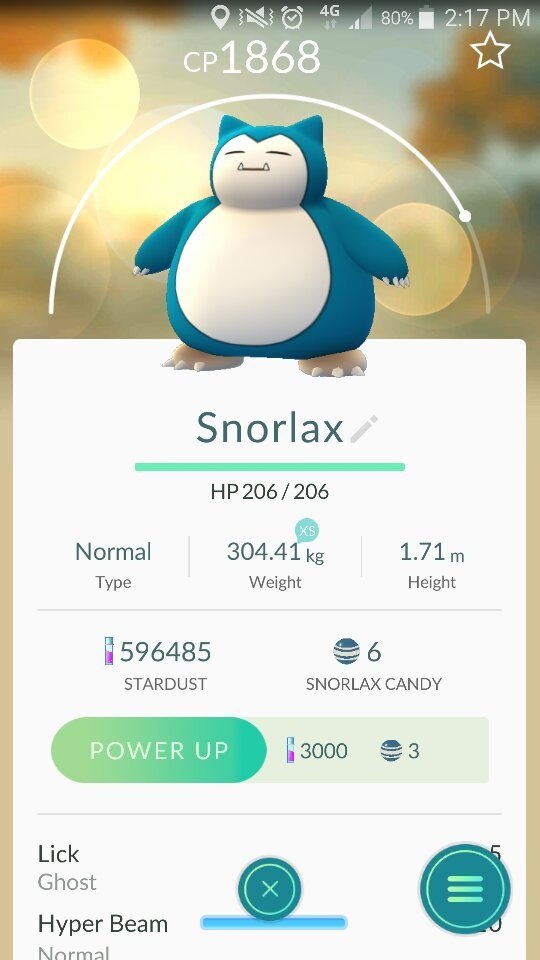 4G 80% 2:17 PM
CP1868
Snorlax
HP 206 / 206
XS
Normal 304.41 kg 1.71 m
Type Weight Height
596485 6
STARDUST SNORLAX CANDY
POWER UP 3000 3
Lick 5
Ghost
Hyper Beam
Normal